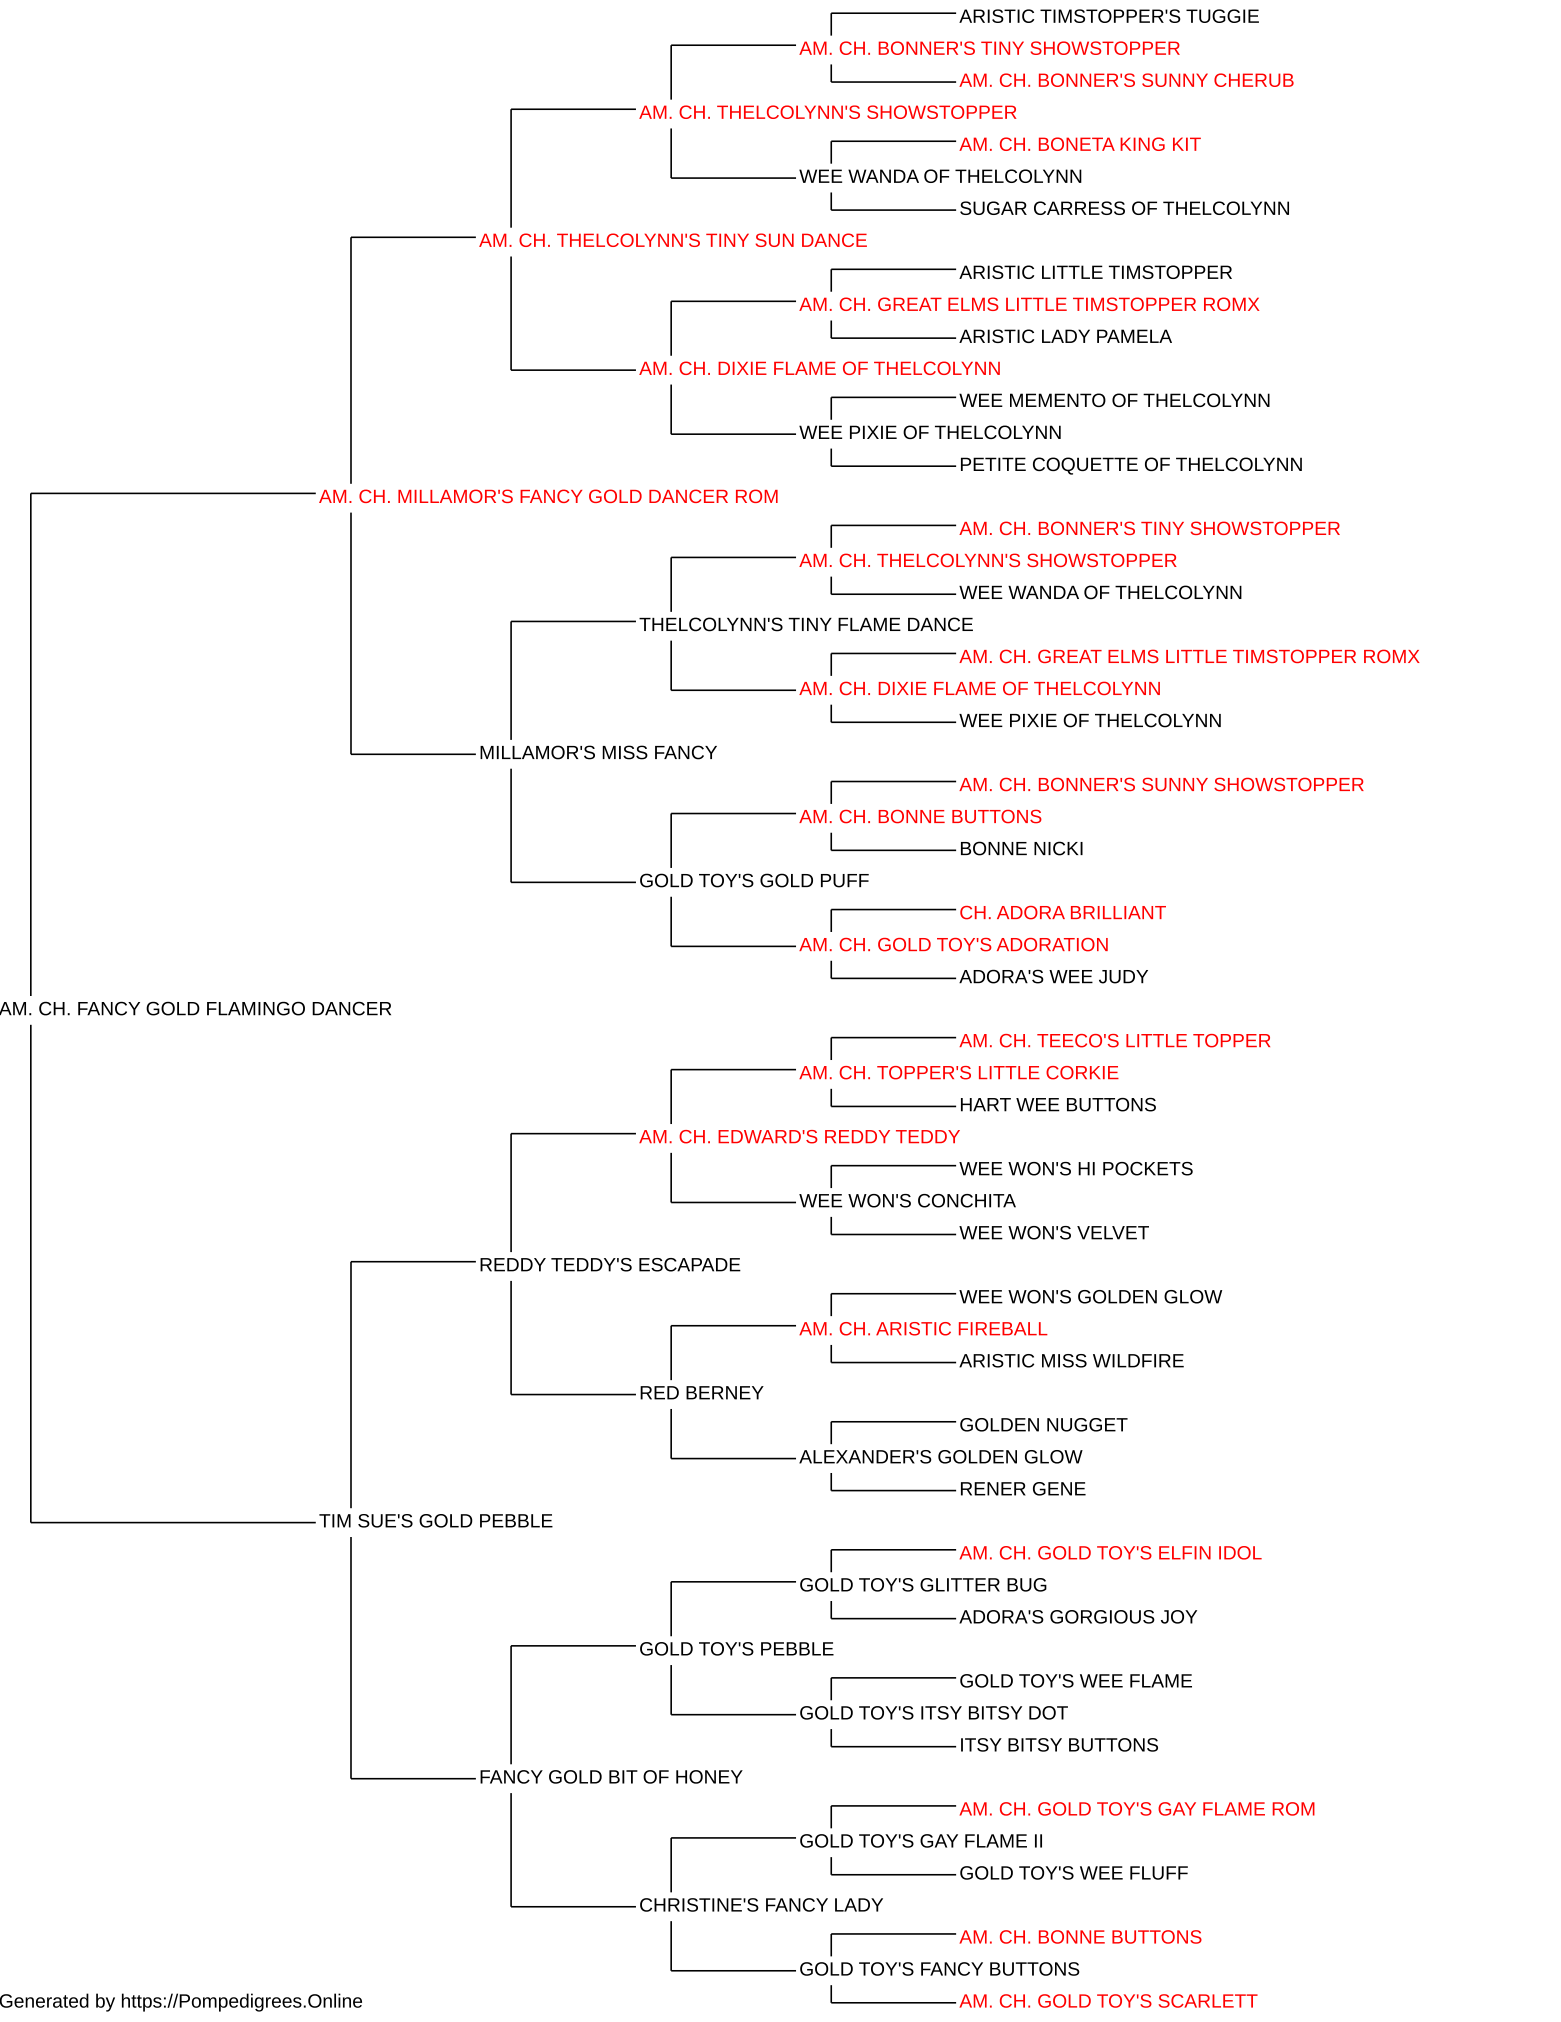 ARISTIC TIMSTOPPER'S TUGGIE
AM. CH. BONNER'S TINY SHOWSTOPPER
AM. CH. BONNER'S SUNNY CHERUB
AM. CH. THELCOLYNN'S SHOWSTOPPER
AM. CH. BONETA KING KIT
WEE WANDA OF THELCOLYNN
SUGAR CARRESS OF THELCOLYNN
AM. CH. THELCOLYNN'S TINY SUN DANCE
ARISTIC LITTLE TIMSTOPPER
AM. CH. GREAT ELMS LITTLE TIMSTOPPER ROMX
ARISTIC LADY PAMELA
AM. CH. DIXIE FLAME OF THELCOLYNN
WEE MEMENTO OF THELCOLYNN
WEE PIXIE OF THELCOLYNN
PETITE COQUETTE OF THELCOLYNN
AM. CH. MILLAMOR'S FANCY GOLD DANCER ROM
AM. CH. BONNER'S TINY SHOWSTOPPER
AM. CH. THELCOLYNN'S SHOWSTOPPER
WEE WANDA OF THELCOLYNN
THELCOLYNN'S TINY FLAME DANCE
AM. CH. GREAT ELMS LITTLE TIMSTOPPER ROMX
AM. CH. DIXIE FLAME OF THELCOLYNN
WEE PIXIE OF THELCOLYNN
MILLAMOR'S MISS FANCY
AM. CH. BONNER'S SUNNY SHOWSTOPPER
AM. CH. BONNE BUTTONS
BONNE NICKI
GOLD TOY'S GOLD PUFF
CH. ADORA BRILLIANT
AM. CH. GOLD TOY'S ADORATION
ADORA'S WEE JUDY
AM. CH. FANCY GOLD FLAMINGO DANCER
AM. CH. TEECO'S LITTLE TOPPER
AM. CH. TOPPER'S LITTLE CORKIE
HART WEE BUTTONS
AM. CH. EDWARD'S REDDY TEDDY
WEE WON'S HI POCKETS
WEE WON'S CONCHITA
WEE WON'S VELVET
REDDY TEDDY'S ESCAPADE
WEE WON'S GOLDEN GLOW
AM. CH. ARISTIC FIREBALL
ARISTIC MISS WILDFIRE
RED BERNEY
GOLDEN NUGGET
ALEXANDER'S GOLDEN GLOW
RENER GENE
TIM SUE'S GOLD PEBBLE
AM. CH. GOLD TOY'S ELFIN IDOL
GOLD TOY'S GLITTER BUG
ADORA'S GORGIOUS JOY
GOLD TOY'S PEBBLE
GOLD TOY'S WEE FLAME
GOLD TOY'S ITSY BITSY DOT
ITSY BITSY BUTTONS
FANCY GOLD BIT OF HONEY
AM. CH. GOLD TOY'S GAY FLAME ROM
GOLD TOY'S GAY FLAME II
GOLD TOY'S WEE FLUFF
CHRISTINE'S FANCY LADY
AM. CH. BONNE BUTTONS
GOLD TOY'S FANCY BUTTONS
AM. CH. GOLD TOY'S SCARLETT
Generated by https://Pompedigrees.Online